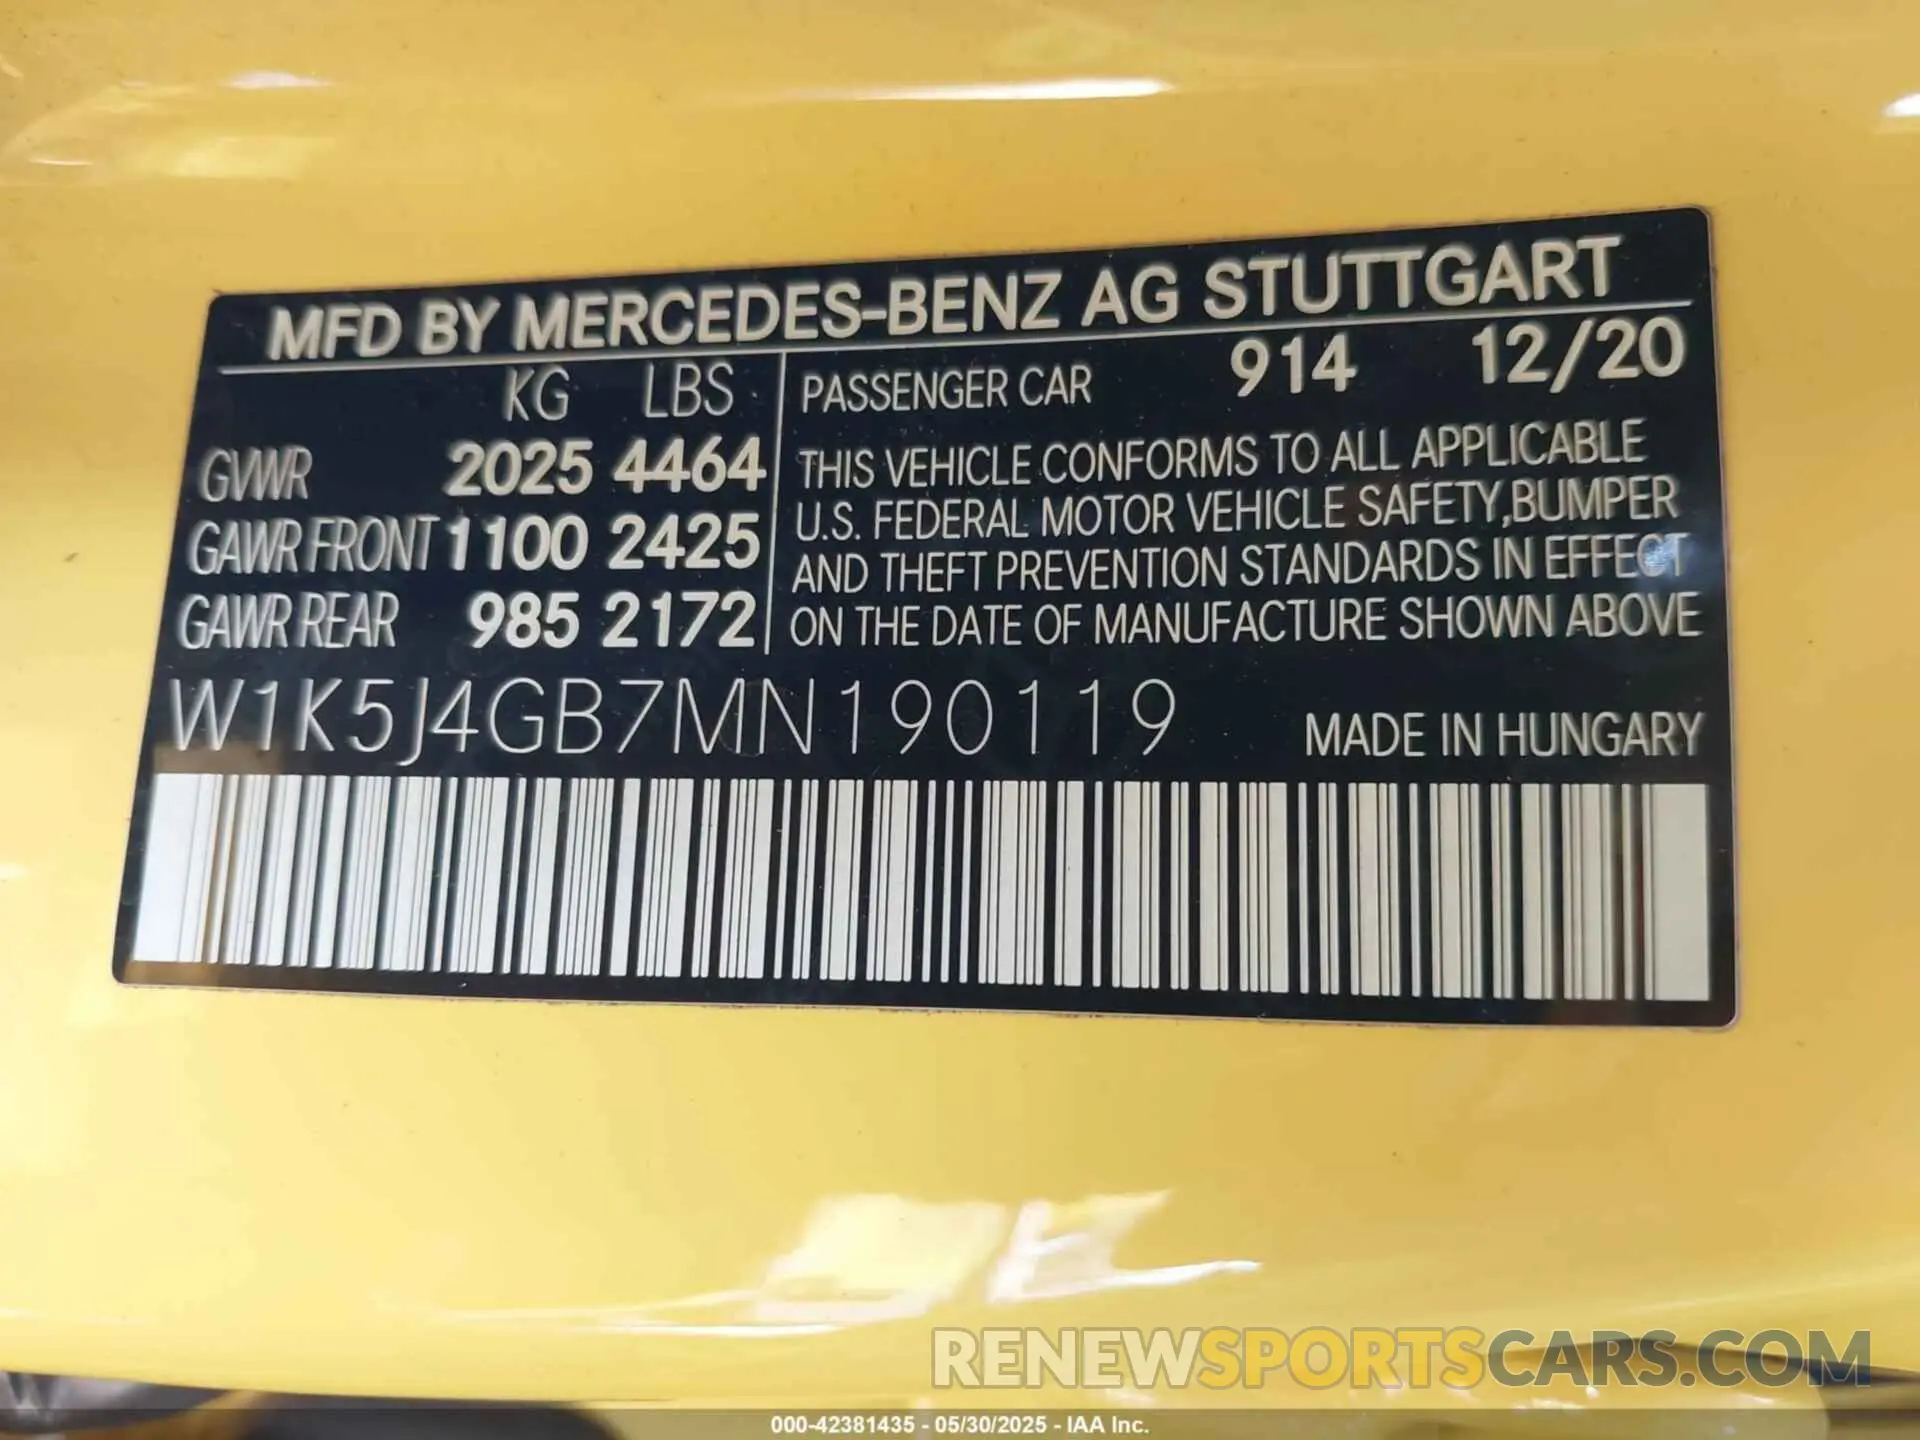 MFD BY MERCEDES-BENZ AG STUTTGART
KG LBS
GVWR 2025 4464
GAWR FRONT 1100 2425
GAWR REAR 985 2172
PASSENGER CAR 914 12/20
THIS VEHICLE CONFORMS TO ALL APPLICABLE
U.S. FEDERAL MOTOR VEHICLE SAFETY,BUMPER
AND THEFT PREVENTION STANDARDS IN EFFECT
ON THE DATE OF MANUFACTURE SHOWN ABOVE
W1K5J4GB7MN190119
MADE IN HUNGARY
RENEWSPORTSCARS.COM
000-42381435 - 05/30/2025 - IAA Inc.